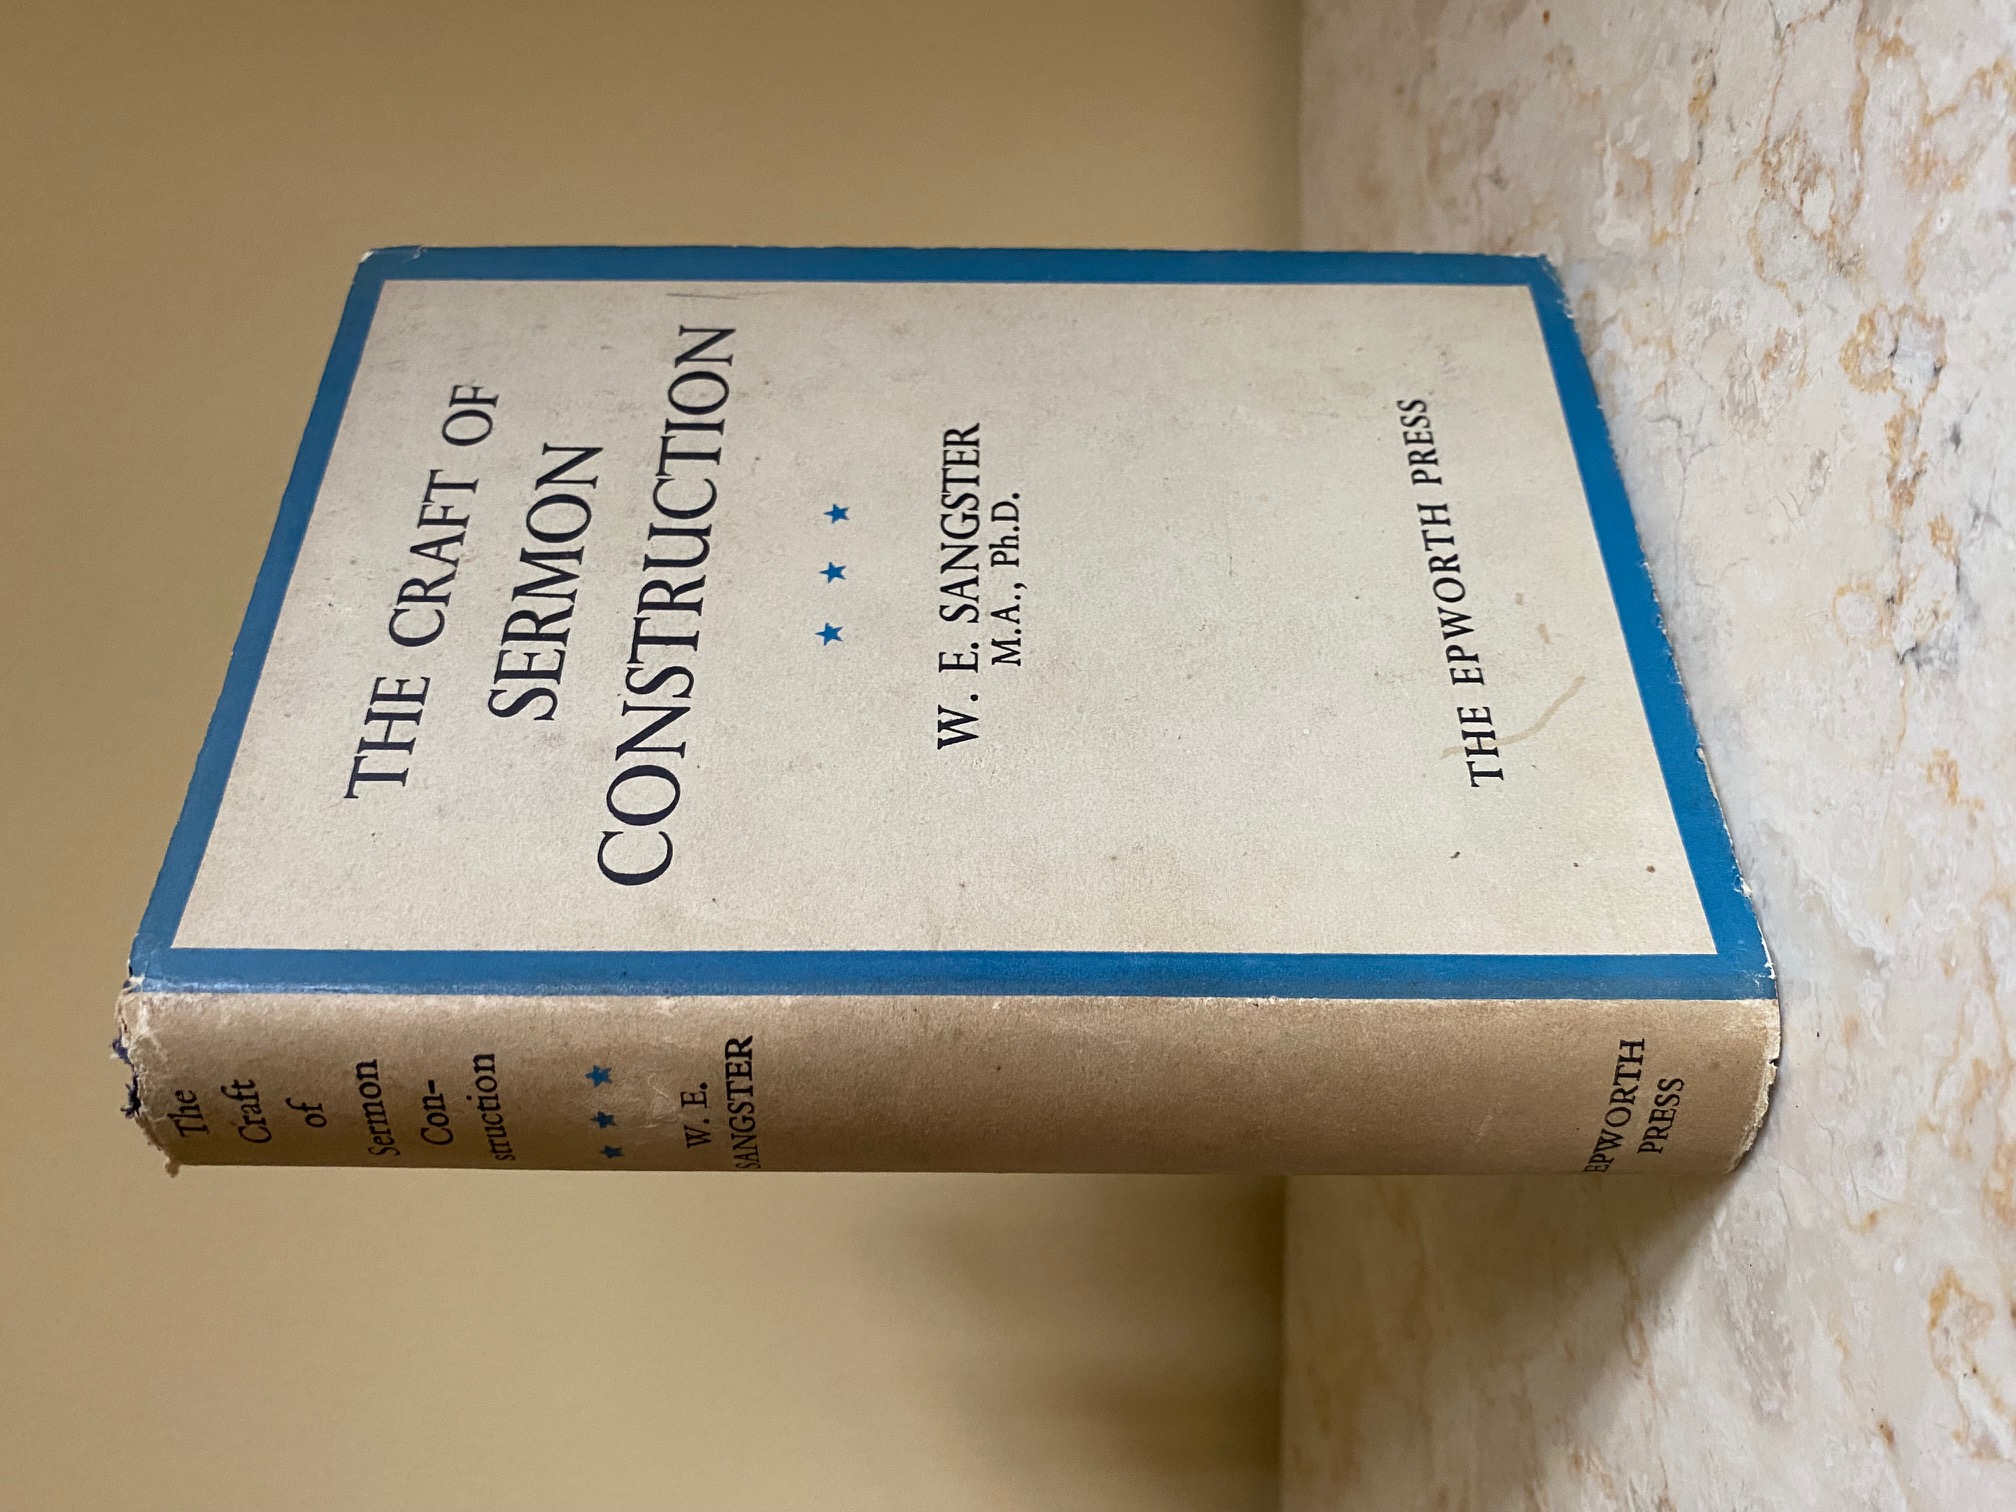 THE CRAFT OF
SERMON
CONSTRUCTION
W. E. SANGSTER
M.A., Ph.D.
THE EPWORTH PRESS
The
Craft
of
Sermon
Con-
struction
W. E.
SANGSTER
EPWORTH
PRESS